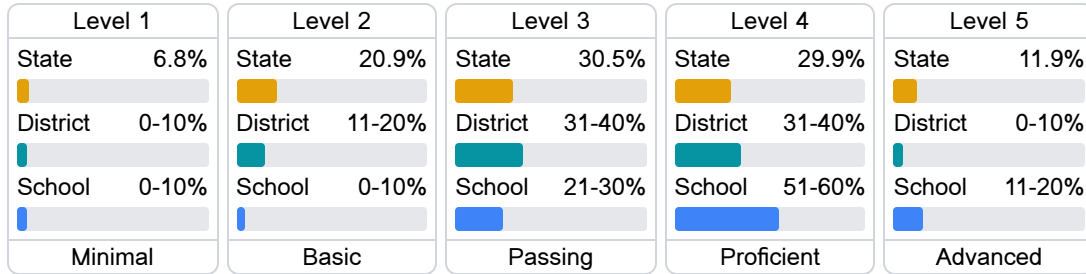 Level 1
State 6.8%
District 0-10%
School 0-10%
Minimal
Level 2
State 20.9%
District 11-20%
School 0-10%
Basic
Level 3
State 30.5%
District 31-40%
School 21-30%
Passing
Level 4
State 29.9%
District 31-40%
School 51-60%
Proficient
Level 5
State 11.9%
District 0-10%
School 11-20%
Advanced